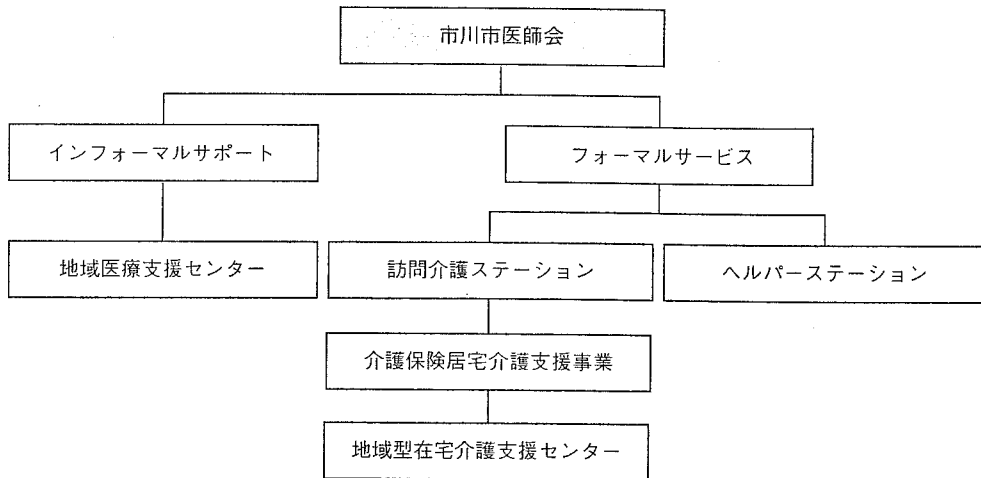 市川市医師会
インフォーマルサポート
フォーマルサービス
地域医療支援センター
訪問介護ステーション
ヘルパーステーション
介護保険居宅介護支援事業
地域型在宅介護支援センター